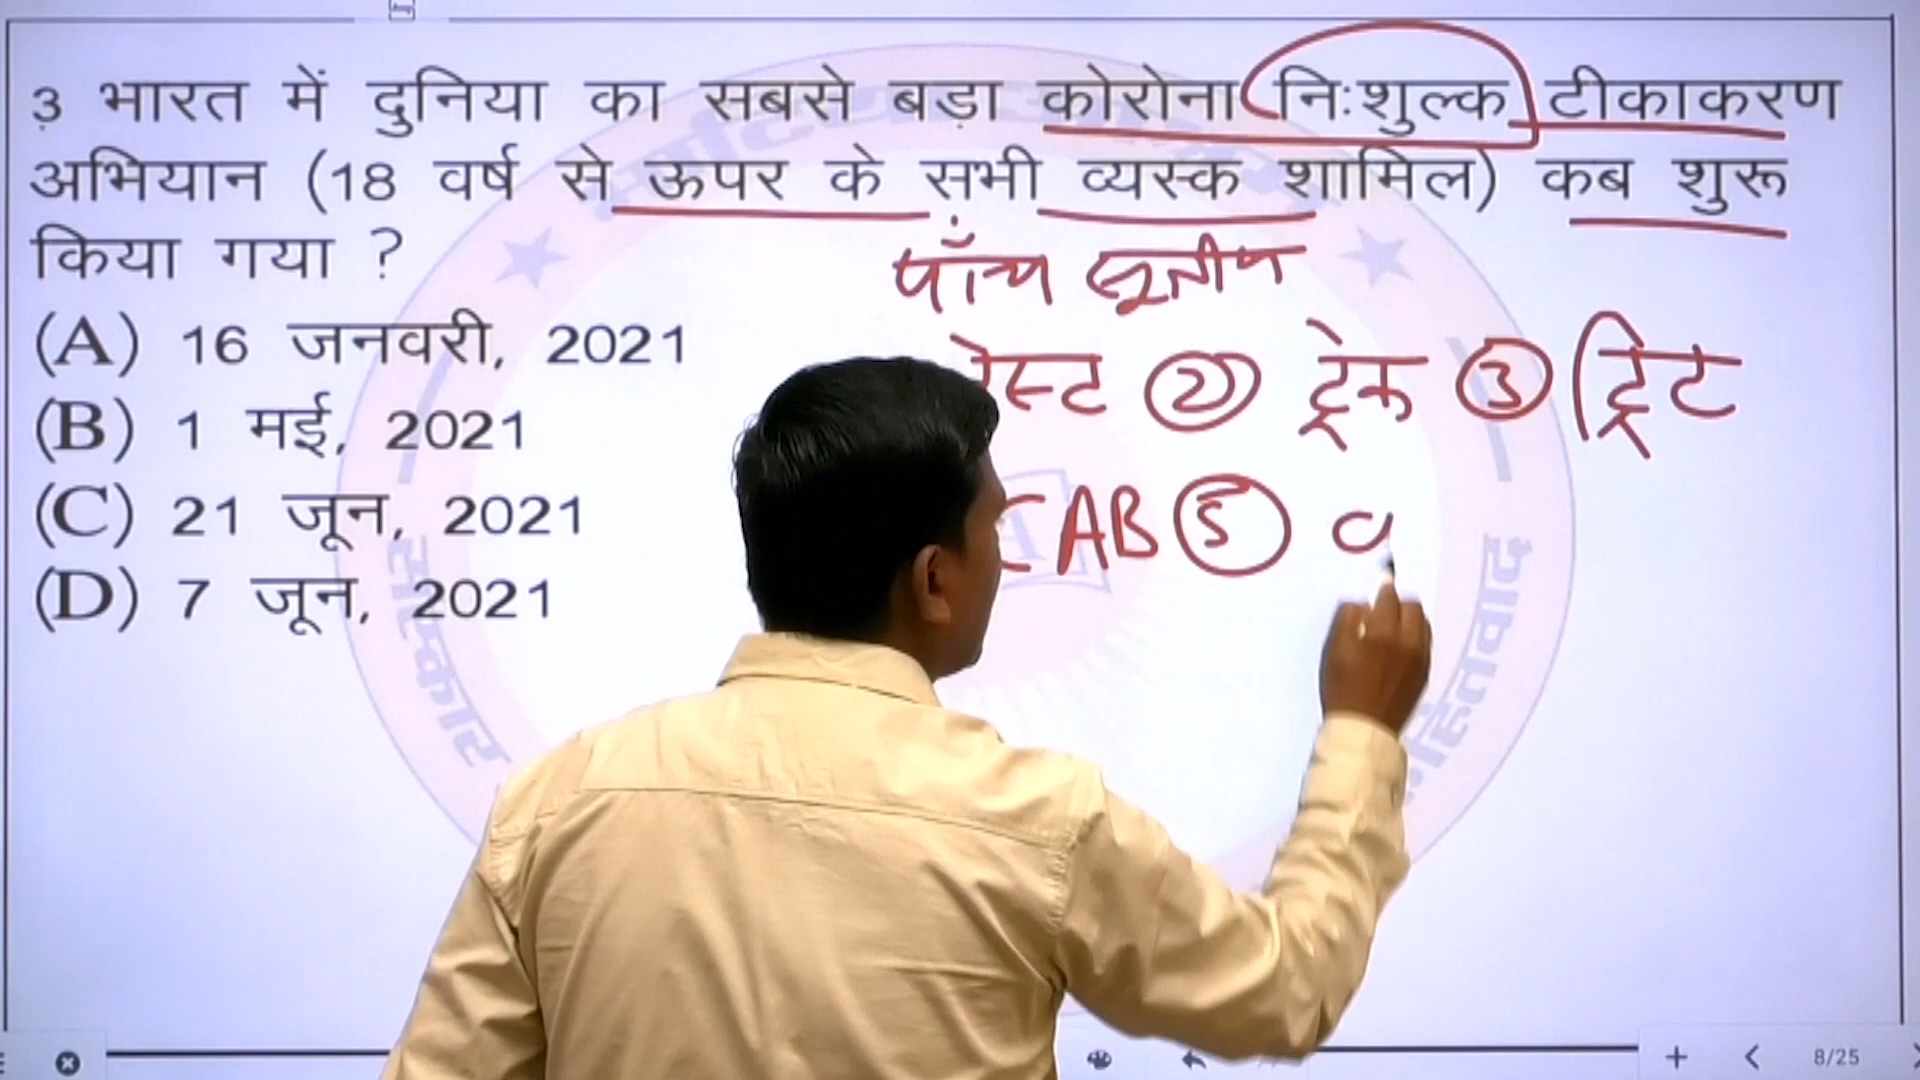 3 भारत में दुनिया का सबसे बड़ा कोरोना निःशुल्क टीकाकरण
अभियान (18 वर्ष से ऊपर के सभी व्यस्क शामिल) कब शुरू
किया गया ?
पाँच सूत्रीय
(A) 16 जनवरी, 2021
टेस्ट ② ट्रेक ③ ट्रिट
(B) 1 मई, 2021
(C) 21 जून, 2021
CAB ⑤
(D) 7 जून, 2021
संस्कार
8/25